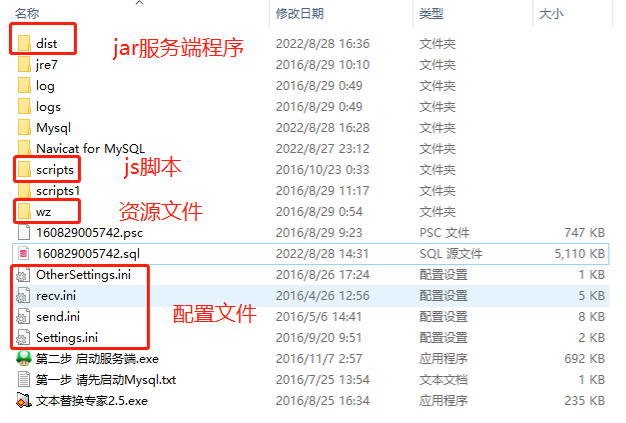 名称 修改日期 类型 大小
dist 2022/8/28 16:36 文件夹
jar服务端程序
jre7 2016/8/29 10:10 文件夹
log 2016/8/29 0:49 文件夹
logs 2016/8/29 0:49 文件夹
Mysql 2022/8/28 16:28 文件夹
Navicat for MySQL 2022/8/27 23:12 文件夹
js脚本
scripts 2016/10/23 0:33 文件夹
scripts1 2016/8/29 11:17 文件夹
wz 2016/8/29 0:54 文件夹
资源文件
160829005742.psc 2016/8/29 9:23 PSC 文件 747 KB
160829005742.sql 2022/8/28 14:31 SQL 源文件 5,110 KB
OtherSettings.ini 2016/8/26 17:24 配置设置 1 KB
recv.ini 2016/4/26 12:56 配置设置 5 KB
配置文件
send.ini 2016/5/6 14:41 配置设置 8 KB
Settings.ini 2016/9/20 9:51 配置设置 2 KB
第二步 启动服务端.exe 2016/11/7 2:57 应用程序 692 KB
第一步 请先启动Mysql.txt 2016/7/25 13:54 文本文档 1 KB
文本替换专家2.5.exe 2016/8/25 16:34 应用程序 235 KB